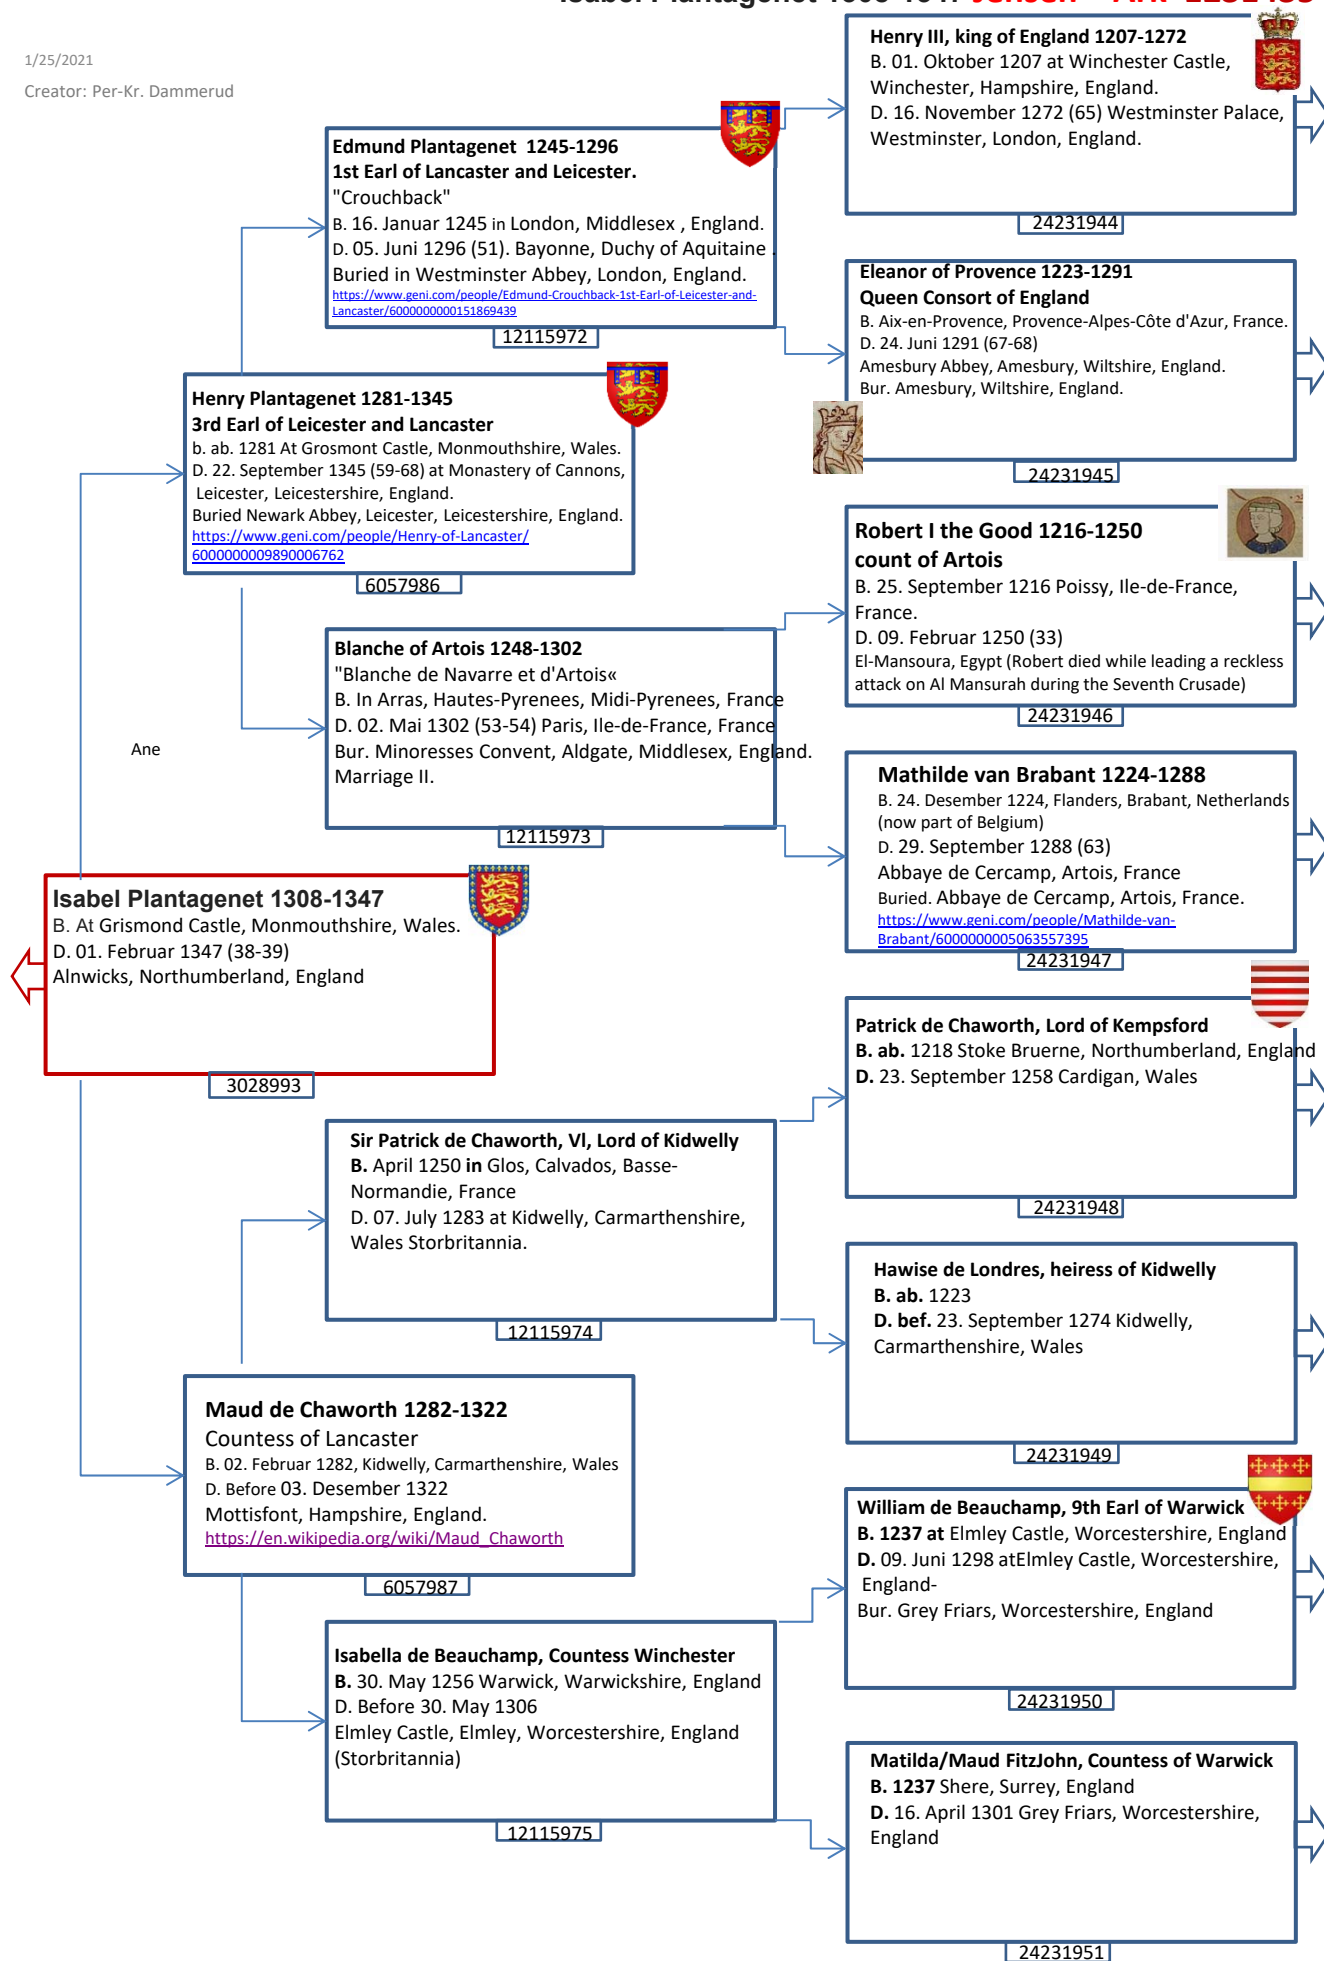 1/25/2021
Creator: Per-Kr. Dammerud
Henry III, king of England 1207-1272
B. 01. Oktober 1207 at Winchester Castle,
Winchester, Hampshire, England.
D. 16. November 1272 (65) Westminster Palace,
Westminster, London, England.
24231944
Edmund Plantagenet 1245-1296
1st Earl of Lancaster and Leicester.
"Crouchback"
B. 16. Januar 1245 in London, Middlesex , England.
D. 05. Juni 1296 (51). Bayonne, Duchy of Aquitaine .
Buried in Westminster Abbey, London, England.
https://www.geni.com/people/Edmund-Crouchback-1st-Earl-of-Leicester-and-
Lancaster/6000000000151869439
12115972
Eleanor of Provence 1223-1291
Queen Consort of England
B. Aix-en-Provence, Provence-Alpes-Côte d'Azur, France.
D. 24. Juni 1291 (67-68)
Amesbury Abbey, Amesbury, Wiltshire, England.
Bur. Amesbury, Wiltshire, England.
24231945
Henry Plantagenet 1281-1345
3rd Earl of Leicester and Lancaster
b. ab. 1281 At Grosmont Castle, Monmouthshire, Wales.
D. 22. September 1345 (59-68) at Monastery of Cannons,
Leicester, Leicestershire, England.
Buried Newark Abbey, Leicester, Leicestershire, England.
https://www.geni.com/people/Henry-of-Lancaster/
6000000009890006762
6057986
Robert I the Good 1216-1250
count of Artois
B. 25. September 1216 Poissy, Ile-de-France,
France.
D. 09. Februar 1250 (33)
El-Mansoura, Egypt (Robert died while leading a reckless
attack on Al Mansurah during the Seventh Crusade)
24231946
Blanche of Artois 1248-1302
"Blanche de Navarre et d'Artois«
B. In Arras, Hautes-Pyrenees, Midi-Pyrenees, France
D. 02. Mai 1302 (53-54) Paris, Ile-de-France, France
Bur. Minoresses Convent, Aldgate, Middlesex, England.
Marriage II.
12115973
Ane
Mathilde van Brabant 1224-1288
B. 24. Desember 1224, Flanders, Brabant, Netherlands
(now part of Belgium)
D. 29. September 1288 (63)
Abbaye de Cercamp, Artois, France
Buried. Abbaye de Cercamp, Artois, France.
https://www.geni.com/people/Mathilde-van-
Brabant/6000000005063557395
24231947
Isabel Plantagenet 1308-1347
B. At Grismond Castle, Monmouthshire, Wales.
D. 01. Februar 1347 (38-39)
Alnwicks, Northumberland, England
3028993
Patrick de Chaworth, Lord of Kempsford
B. ab. 1218 Stoke Bruerne, Northumberland, England
D. 23. September 1258 Cardigan, Wales
24231948
Sir Patrick de Chaworth, Vl, Lord of Kidwelly
B. April 1250 in Glos, Calvados, Basse-
Normandie, France
D. 07. July 1283 at Kidwelly, Carmarthenshire,
Wales Storbritannia.
12115974
Hawise de Londres, heiress of Kidwelly
B. ab. 1223
D. bef. 23. September 1274 Kidwelly,
Carmarthenshire, Wales
24231949
Maud de Chaworth 1282-1322
Countess of Lancaster
B. 02. Februar 1282, Kidwelly, Carmarthenshire, Wales
D. Before 03. Desember 1322
Mottisfont, Hampshire, England.
https://en.wikipedia.org/wiki/Maud_Chaworth
6057987
William de Beauchamp, 9th Earl of Warwick
B. 1237 at Elmley Castle, Worcestershire, England
D. 09. Juni 1298 atElmley Castle, Worcestershire,
England-
Bur. Grey Friars, Worcestershire, England
24231950
Isabella de Beauchamp, Countess Winchester
B. 30. May 1256 Warwick, Warwickshire, England
D. Before 30. May 1306
Elmley Castle, Elmley, Worcestershire, England
(Storbritannia)
12115975
Matilda/Maud FitzJohn, Countess of Warwick
B. 1237 Shere, Surrey, England
D. 16. April 1301 Grey Friars, Worcestershire,
England
24231951